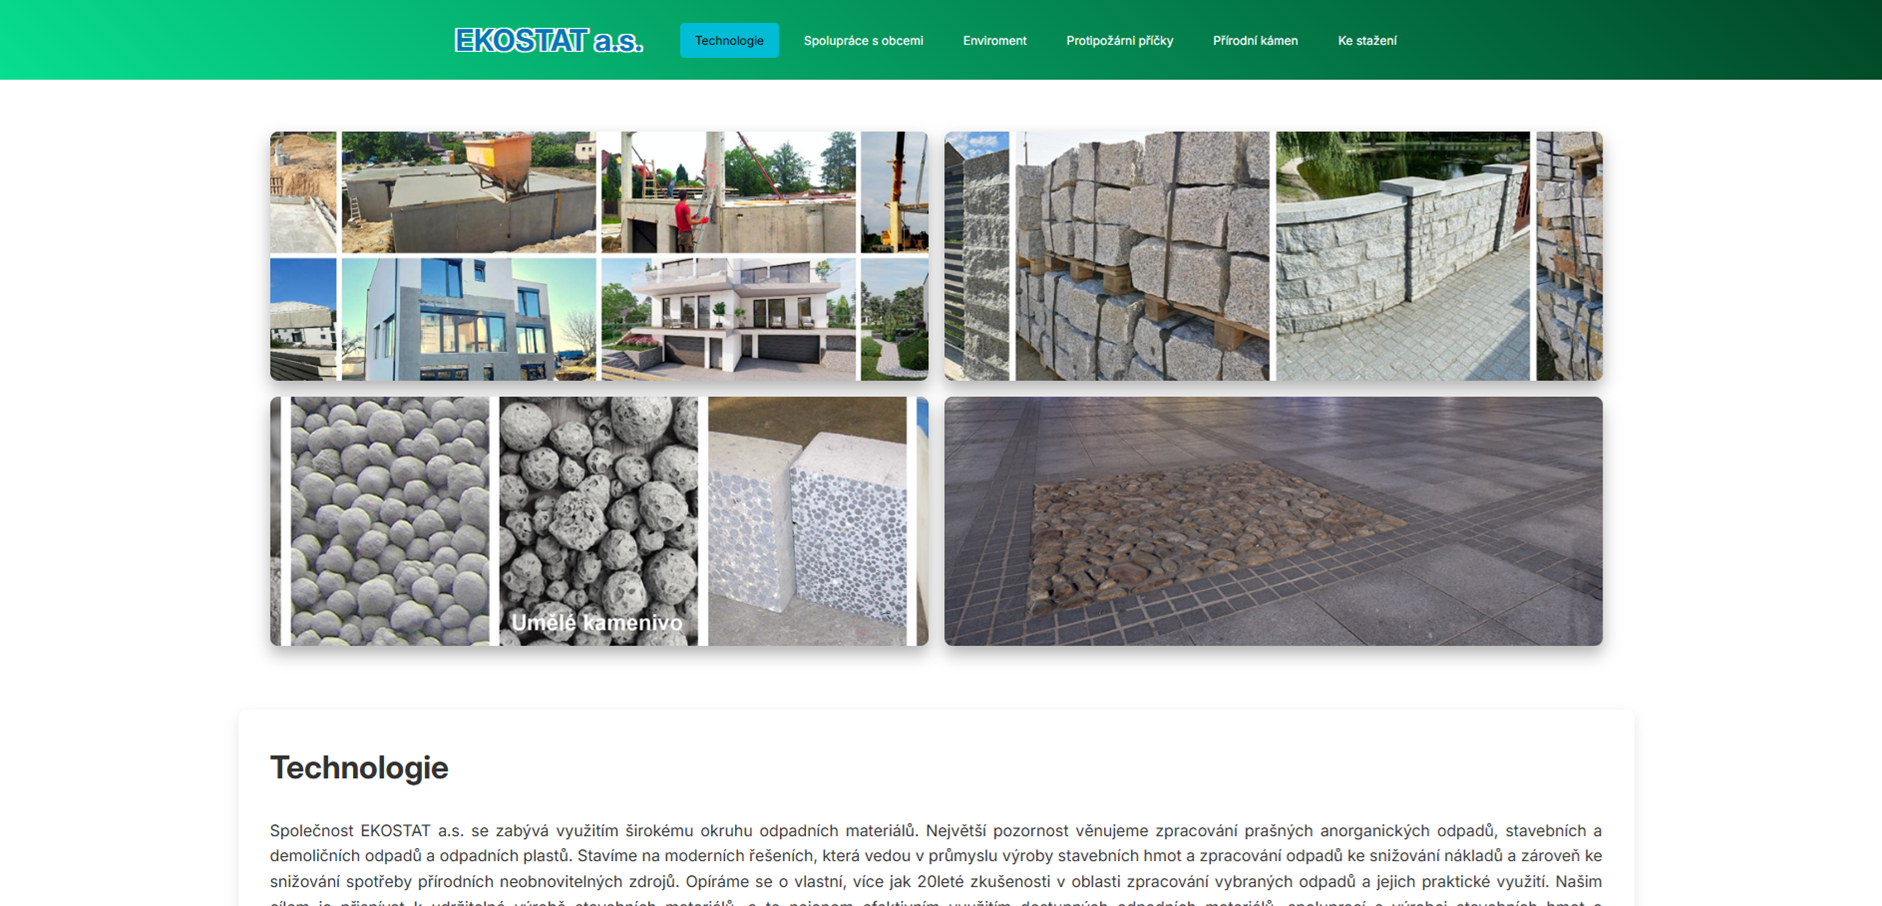 EKOSTAT a.s.
Technologie
Spolupráce s obcemi
Enviroment
Protipožárni příčky
Přírodní kámen
Ke stažení
Umělé kamenivo
Technologie
Společnost EKOSTAT a.s. se zabývá využitím širokému okruhu odpadních materiálů. Největší pozornost věnujeme zpracování prašných anorganických odpadů, stavebních a
demoličních odpadů a odpadních plastů. Stavíme na moderních řešeních, která vedou v průmyslu výroby stavebních hmot a zpracování odpadů ke snižování nákladů a zároveň ke
snižování spotřeby přírodních neobnovitelných zdrojů. Opíráme se o vlastní, více jak 20leté zkušenosti v oblasti zpracování vybraných odpadů a jejich praktické využití. Našim